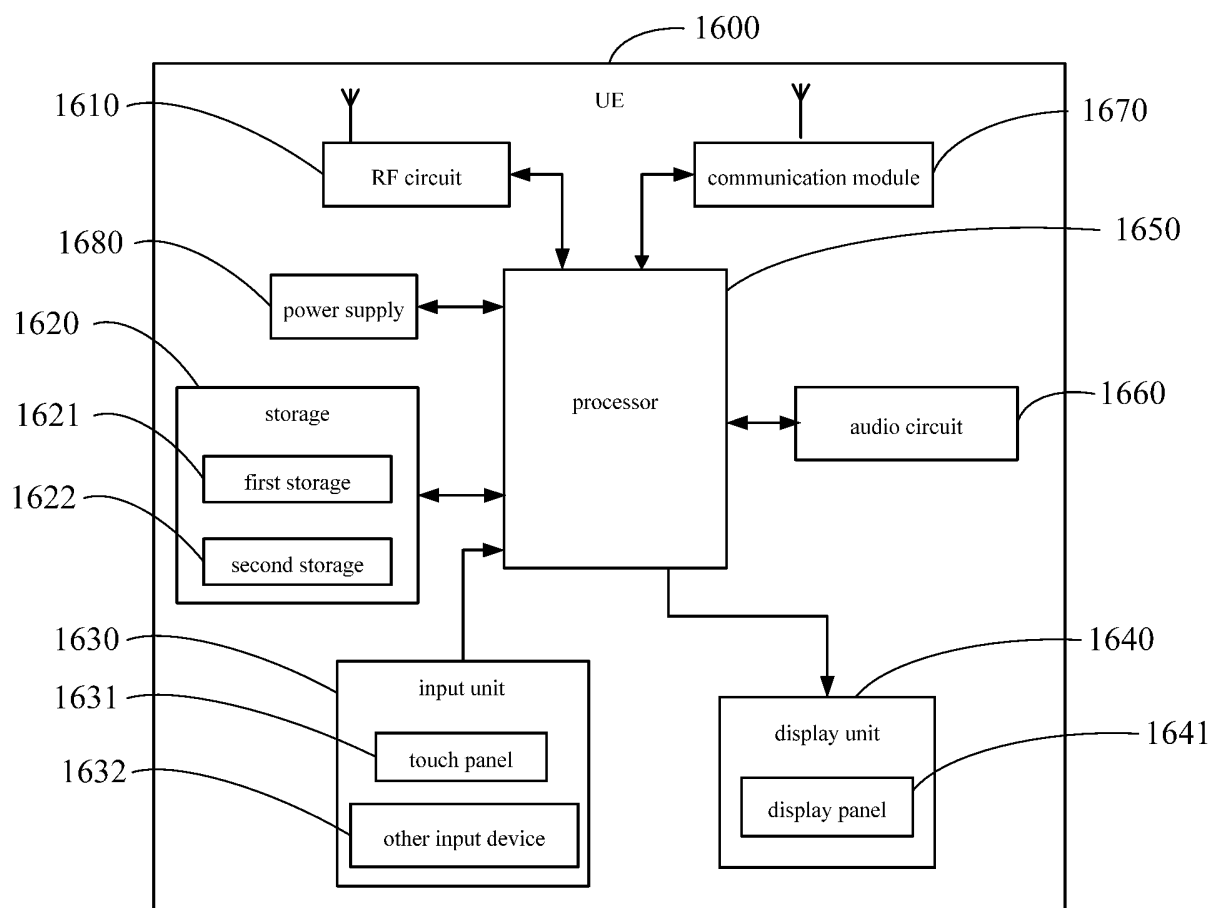 1600
UE
1610
RF circuit
communication module
1670
1650
1680
power supply
1620
storage
processor
1660
audio circuit
1621
first storage
1622
second storage
1630
input unit
1631
touch panel
1632
other input device
1640
display unit
1641
display panel